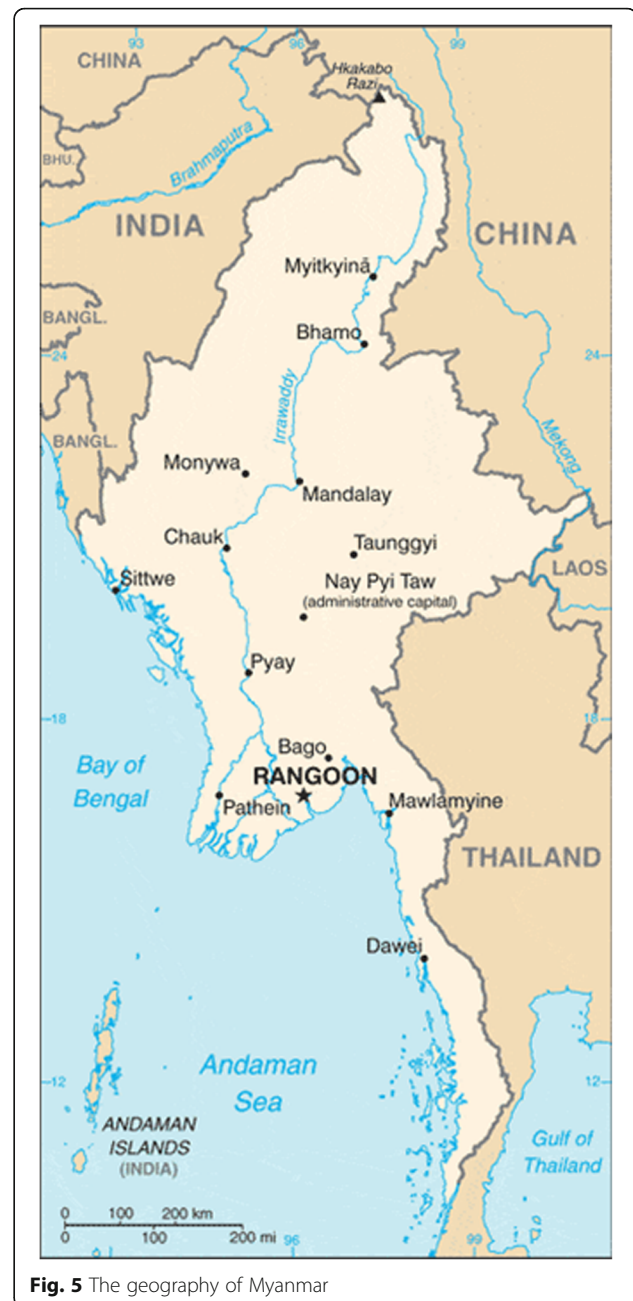 93
96
99
CHINA
Hkakabo
Razi
BHU.
Brahmaputra
INDIA
CHINA
Myitkyinā
BANGL.
Bhamo
24
24
Irrawaddy
BANGL.
Mekong
Monywa
Mandalay
Chauk
Taunggyi
LAOS
Sittwe
Nay Pyi Taw
(administrative capital)
Pyay
18
18
Bago
Bay of
Bengal
RANGOON
Pathein
Mawlamyine
THAILAND
Dawei
Andaman
Sea
12
12
ANDAMAN
ISLANDS
(INDIA)
Gulf of
Thailand
0 100 200 km
0 100 200 mi
96
99
Fig. 5 The geography of Myanmar